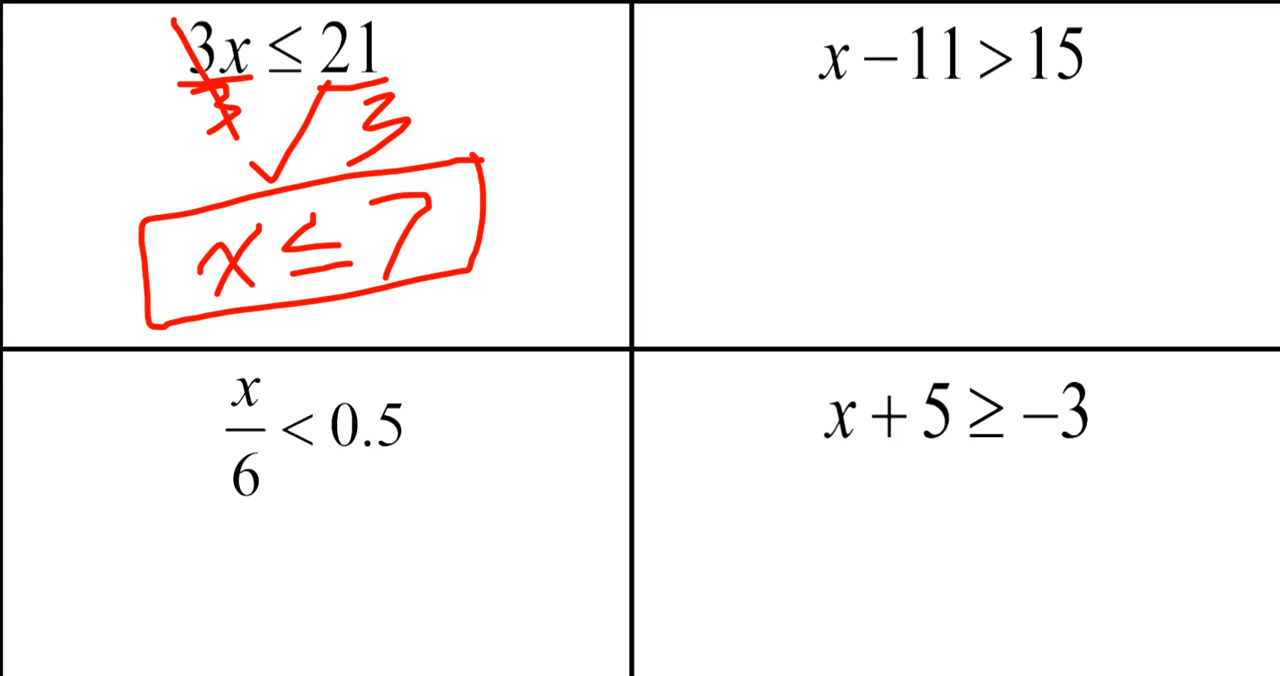 3x ≤ 21
3 3
x ≤ 7
x − 11 > 15
x/6 < 0.5
x + 5 ≥ −3